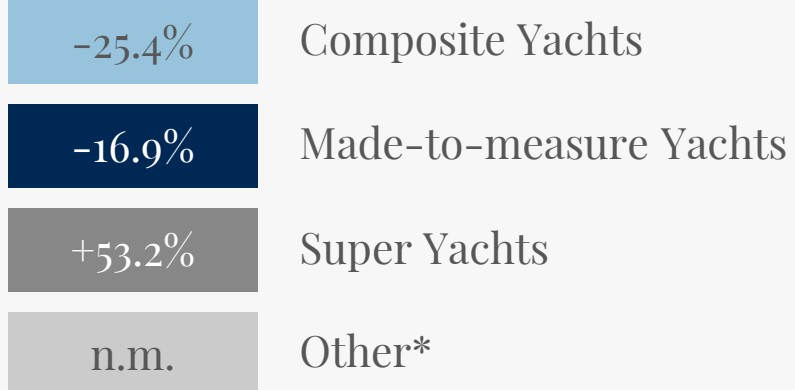 -25.4% Composite Yachts
-16.9% Made-to-measure Yachts
+53.2% Super Yachts
n.m. Other*